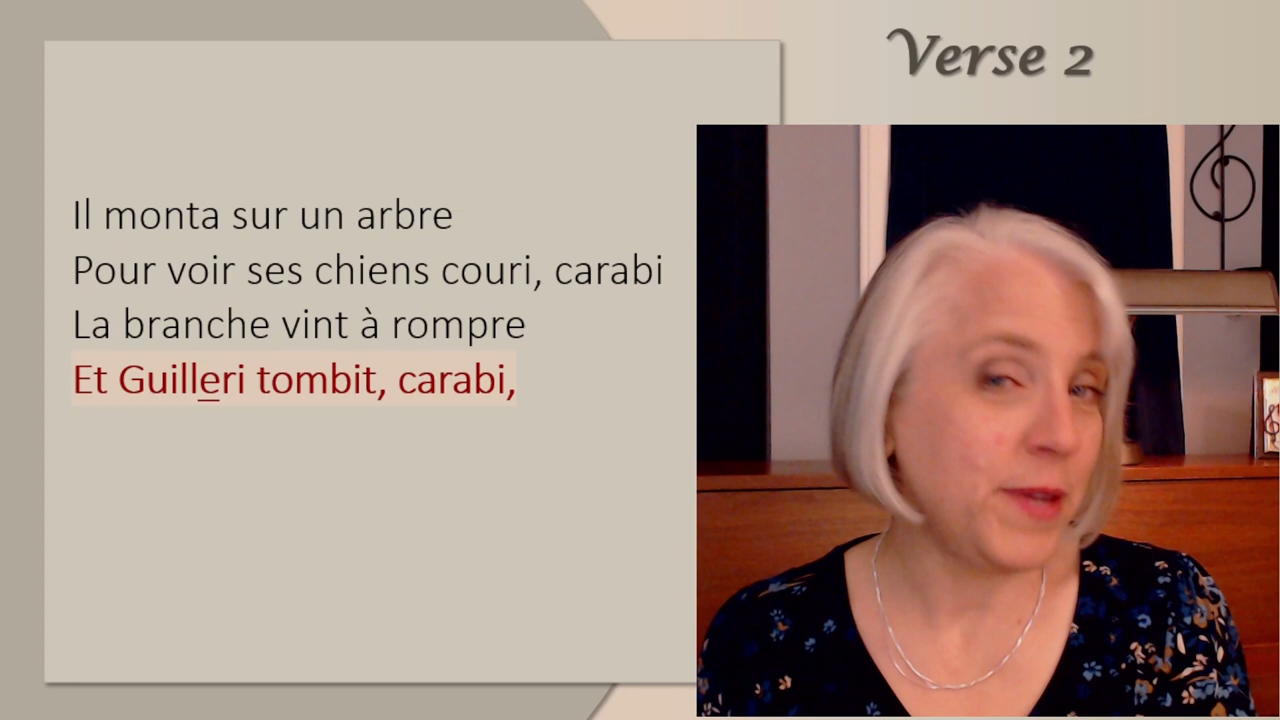 Verse 2
Il monta sur un arbre
Pour voir ses chiens couri, carabi
La branche vint à rompre
Et Guilleri tombit, carabi,